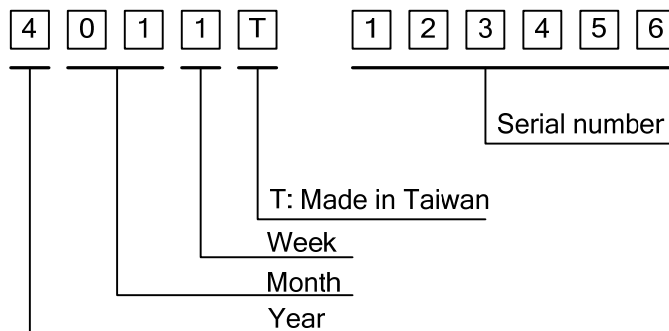 4 0 1 1 T 1 2 3 4 5 6
Serial number
T: Made in Taiwan
Week
Month
Year